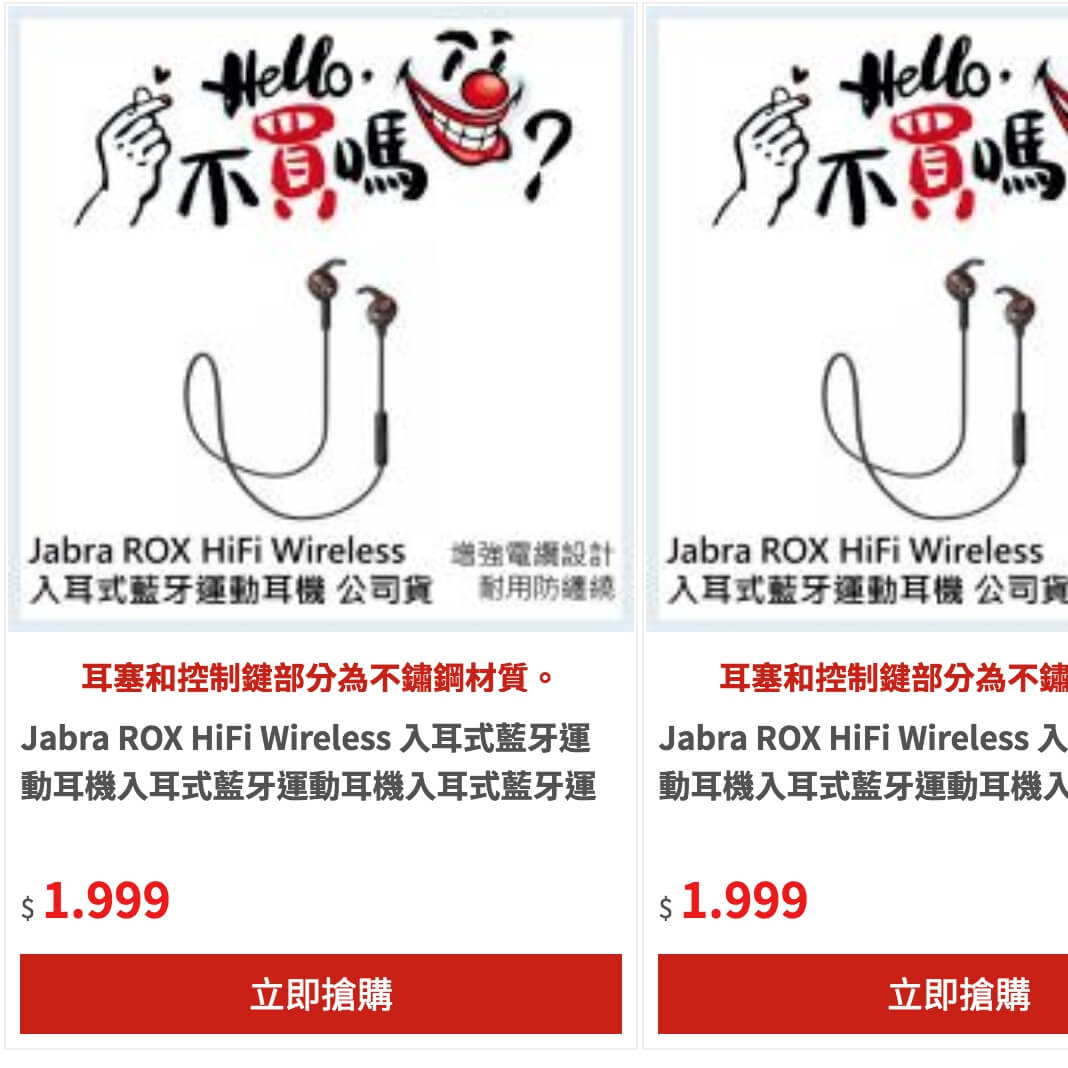 Hello.
不買嗎?
Jabra ROX HiFi Wireless
入耳式藍牙運動耳機 公司貨
增強電纜設計
耐用防纏繞
耳塞和控制鍵部分為不鏽鋼材質。
Jabra ROX HiFi Wireless 入耳式藍牙運
動耳機入耳式藍牙運動耳機入耳式藍牙運
$ 1.999
立即搶購
Hello.
不買嗎
Jabra ROX HiFi Wireless
入耳式藍牙運動耳機 公司貨
耳塞和控制鍵部分為不鏽
Jabra ROX HiFi Wireless 入
動耳機入耳式藍牙運動耳機入
$ 1.999
立即搶購